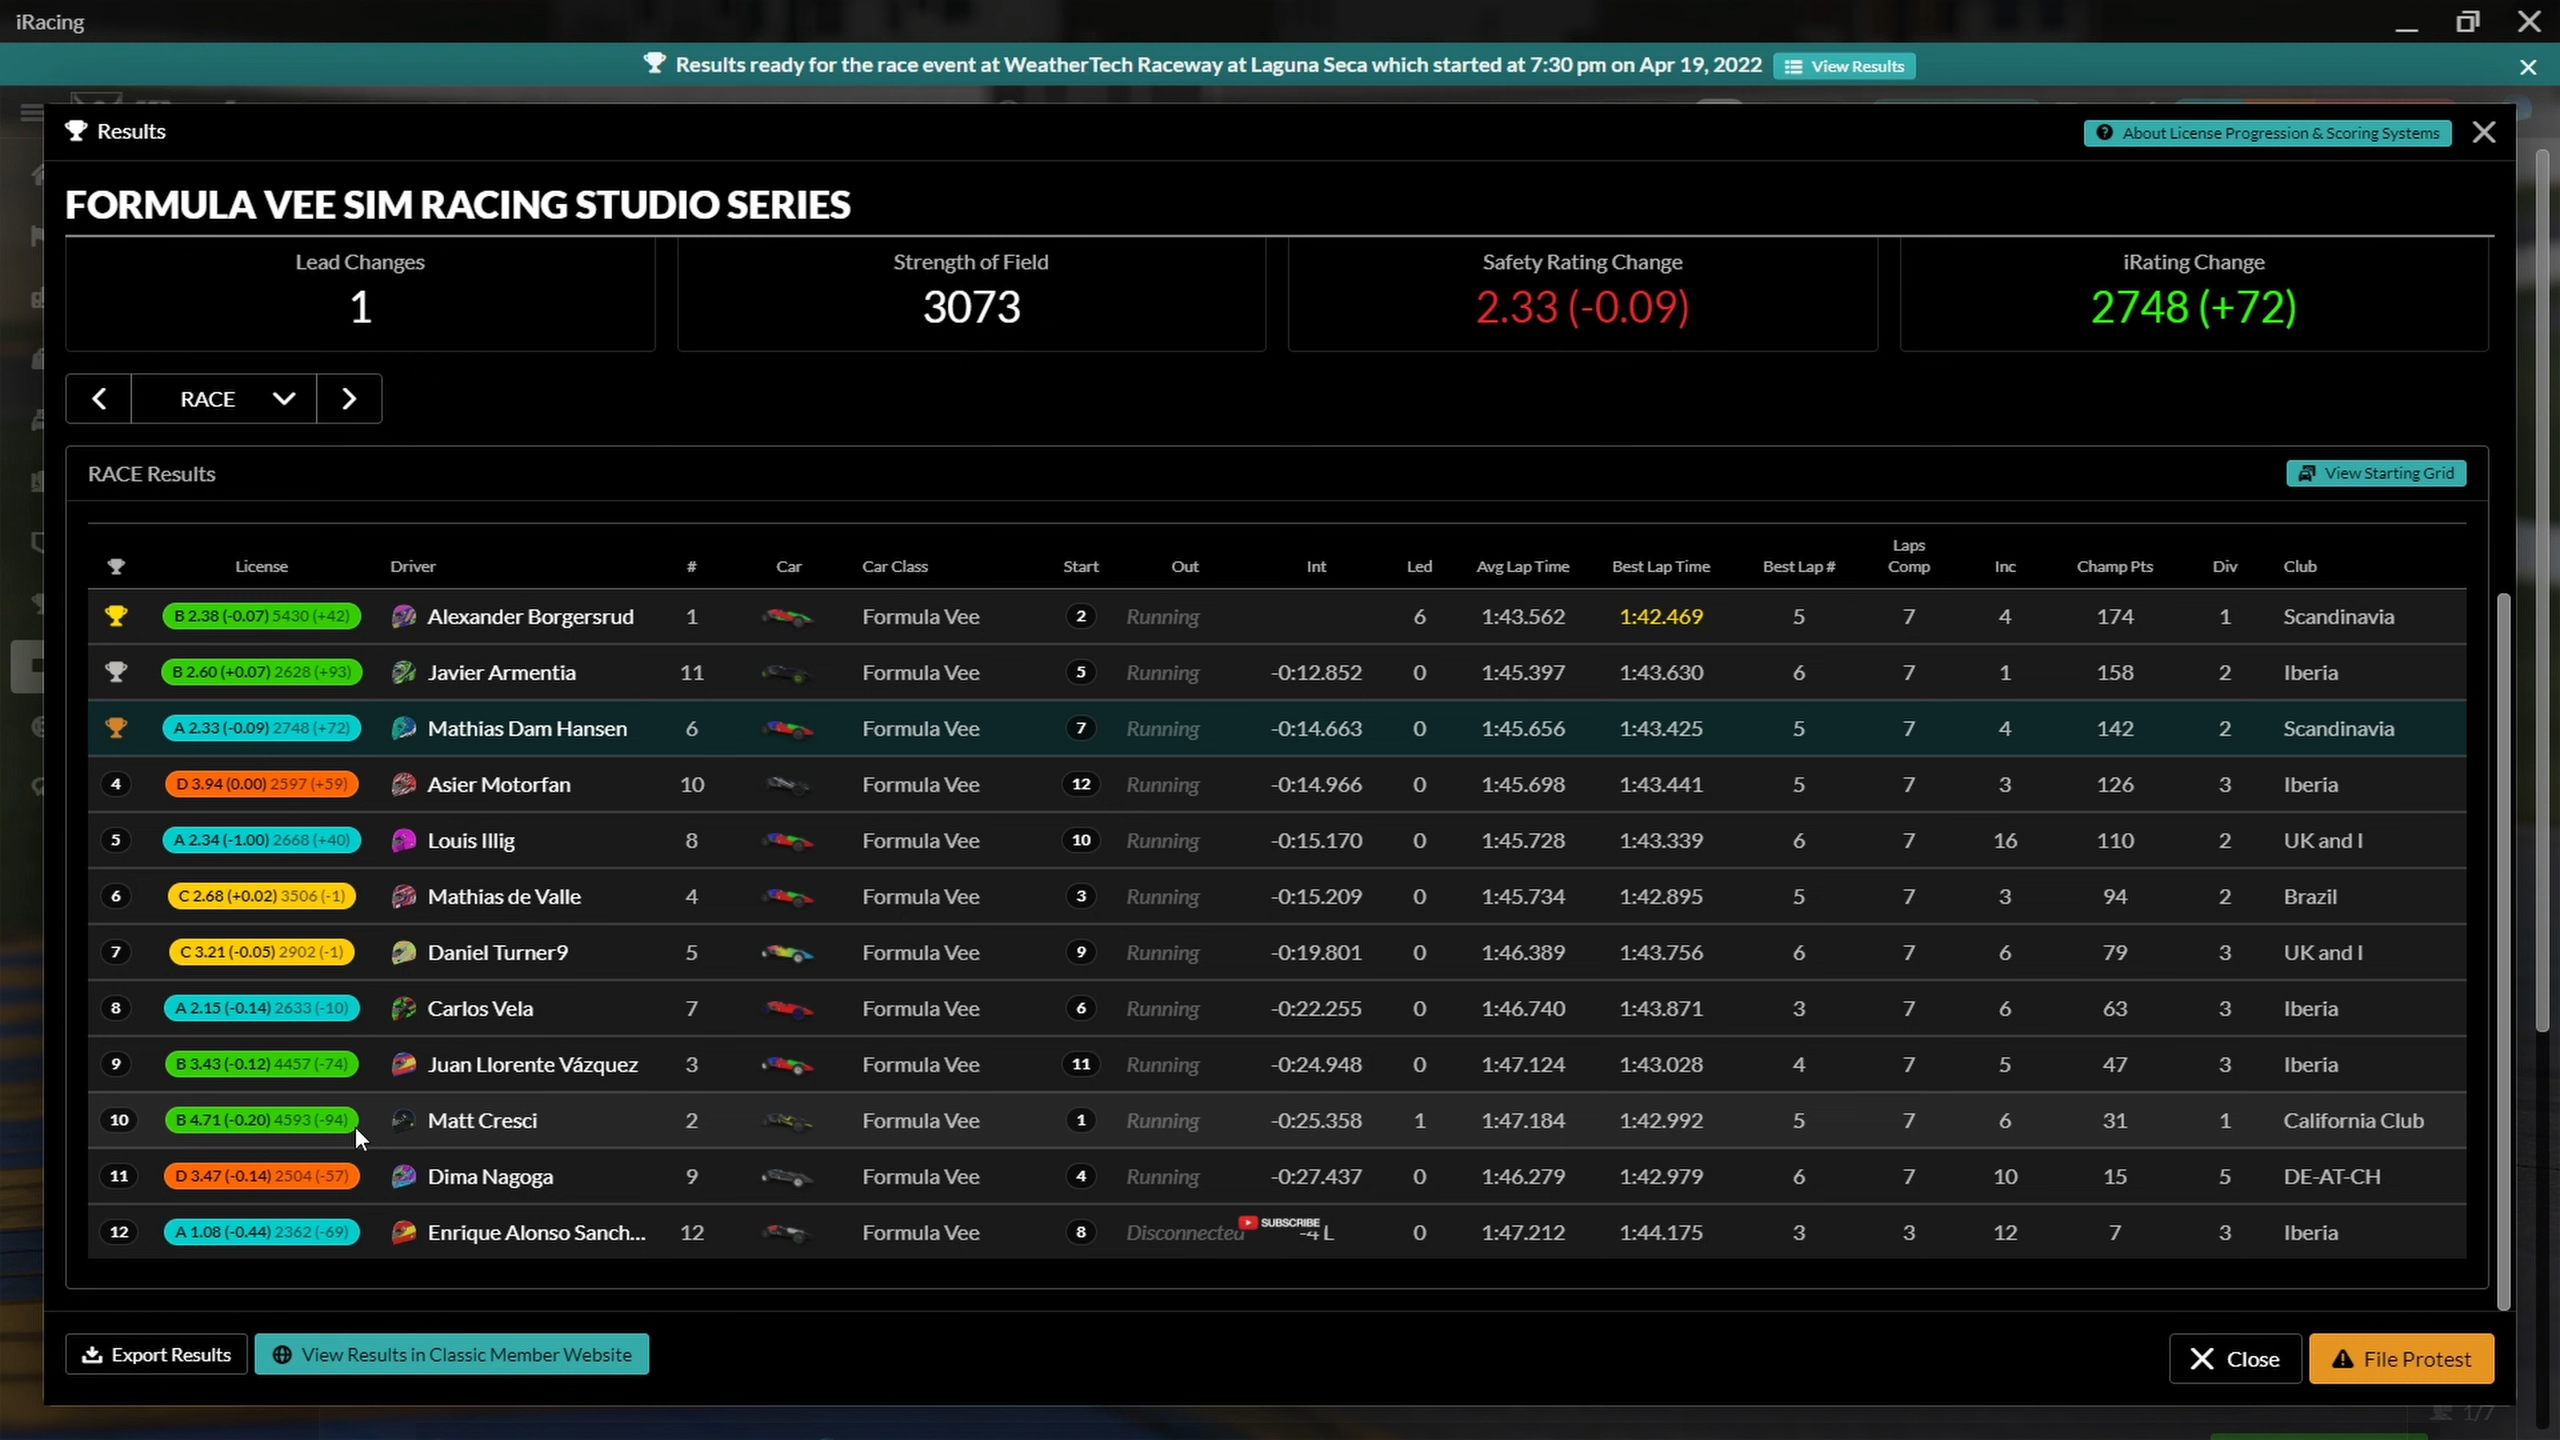 iRacing
Results ready for the race event at WeatherTech Raceway at Laguna Seca which started at 7:30 pm on Apr 19, 2022 View Results
Results About License Progression & Scoring Systems
FORMULA VEE SIM RACING STUDIO SERIES
Lead Changes Strength of Field Safety Rating Change iRating Change
1 3073 2.33 (-0.09) 2748 (+72)
RACE
RACE Results View Starting Grid
License Driver # Car Car Class Start Out Int Led Avg Lap Time Best Lap Time Best Lap # Laps Comp Inc Champ Pts Div Club
B 2.38 (-0.07) 5430 (+42) Alexander Borgersrud 1 Formula Vee 2 Running 6 1:43.562 1:42.469 5 7 4 174 1 Scandinavia
B 2.60 (+0.07) 2628 (+93) Javier Armentia 11 Formula Vee 5 Running -0:12.852 0 1:45.397 1:43.630 6 7 1 158 2 Iberia
A 2.33 (-0.09) 2748 (+72) Mathias Dam Hansen 6 Formula Vee 7 Running -0:14.663 0 1:45.656 1:43.425 5 7 4 142 2 Scandinavia
4 D 3.94 (0.00) 2597 (+59) Asier Motorfan 10 Formula Vee 12 Running -0:14.966 0 1:45.698 1:43.441 5 7 3 126 3 Iberia
5 A 2.34 (-1.00) 2668 (+40) Louis Illig 8 Formula Vee 10 Running -0:15.170 0 1:45.728 1:43.339 6 7 16 110 2 UK and I
6 C 2.68 (+0.02) 3506 (-1) Mathias de Valle 4 Formula Vee 3 Running -0:15.209 0 1:45.734 1:42.895 5 7 3 94 2 Brazil
7 C 3.21 (-0.05) 2902 (-1) Daniel Turner9 5 Formula Vee 9 Running -0:19.801 0 1:46.389 1:43.756 6 7 6 79 3 UK and I
8 A 2.15 (-0.14) 2633 (-10) Carlos Vela 7 Formula Vee 6 Running -0:22.255 0 1:46.740 1:43.871 3 7 6 63 3 Iberia
9 B 3.43 (-0.12) 4457 (-74) Juan Llorente Vázquez 3 Formula Vee 11 Running -0:24.948 0 1:47.124 1:43.028 4 7 5 47 3 Iberia
10 B 4.71 (-0.20) 4593 (-94) Matt Cresci 2 Formula Vee 1 Running -0:25.358 1 1:47.184 1:42.992 5 7 6 31 1 California Club
11 D 3.47 (-0.14) 2504 (-57) Dima Nagoga 9 Formula Vee 4 Running -0:27.437 0 1:46.279 1:42.979 6 7 10 15 5 DE-AT-CH
12 A 1.08 (-0.44) 2362 (-69) Enrique Alonso Sanch... 12 Formula Vee 8 Disconnected SUBSCRIBE -4 L 0 1:47.212 1:44.175 3 3 12 7 3 Iberia
Export Results View Results in Classic Member Website Close File Protest
1/7